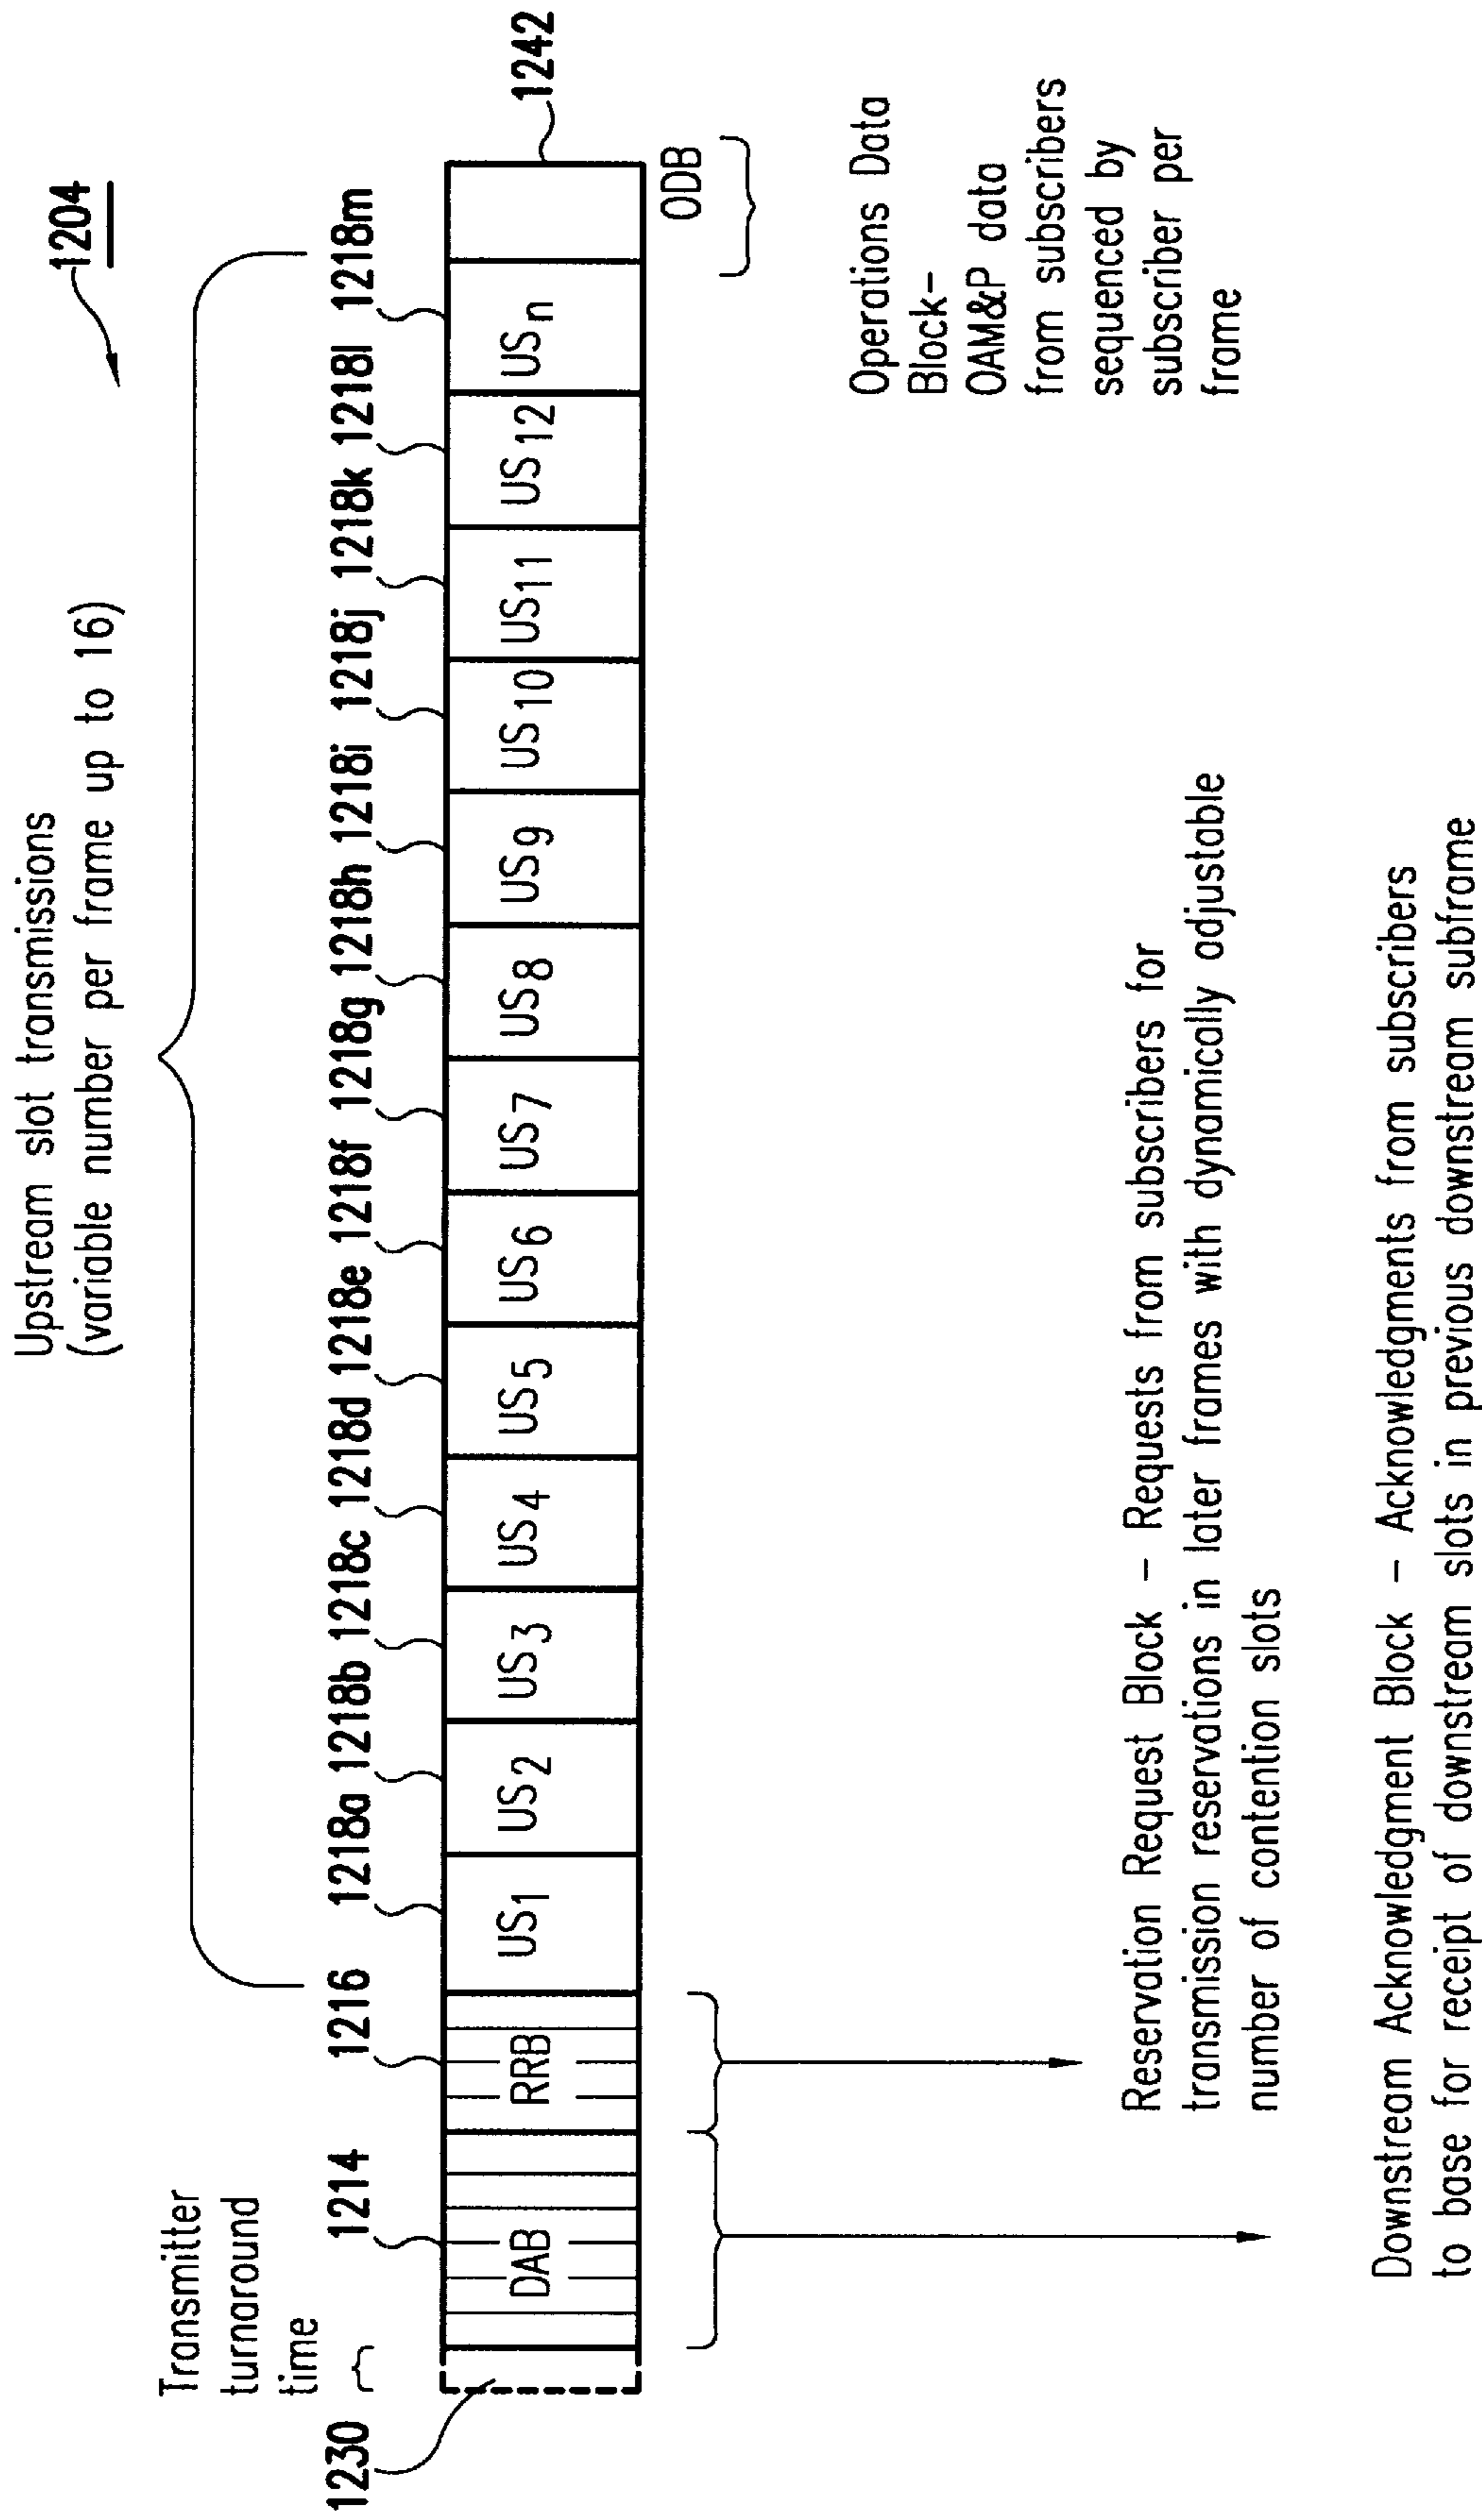 1204
Upstream slot transmissions
(variable number per frame up to 16)
Transmitter
turnaround
time
1230
1214
1216
1218a
1218b
1218c
1218d
1218e
1218f
1218g
1218h
1218i
1218j
1218k
1218l
1218m
1242
DAB
RRB
US1
US2
US3
US4
US5
US6
US7
US8
US9
US10
US11
US12
USn
ODB
Operations Data
Block-
OAM&P data
from subscribers
sequenced by
subscriber per
frame
Reservation Request Block - Requests from subscribers for
transmission reservations in later frames with dynamically adjustable
number of contention slots
Downstream Acknowledgment Block - Acknowledgments from subscribers
to base for receipt of downstream slots in previous downstream subframe